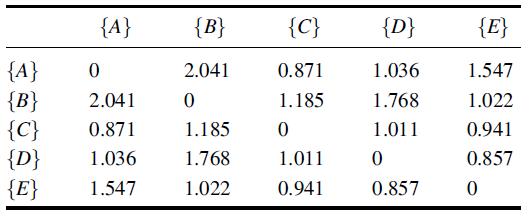 {A} {B} {C} {D} {E}
{A} 0 2.041 0.871 1.036 1.547
{B} 2.041 0 1.185 1.768 1.022
{C} 0.871 1.185 0 1.011 0.941
{D} 1.036 1.768 1.011 0 0.857
{E} 1.547 1.022 0.941 0.857 0